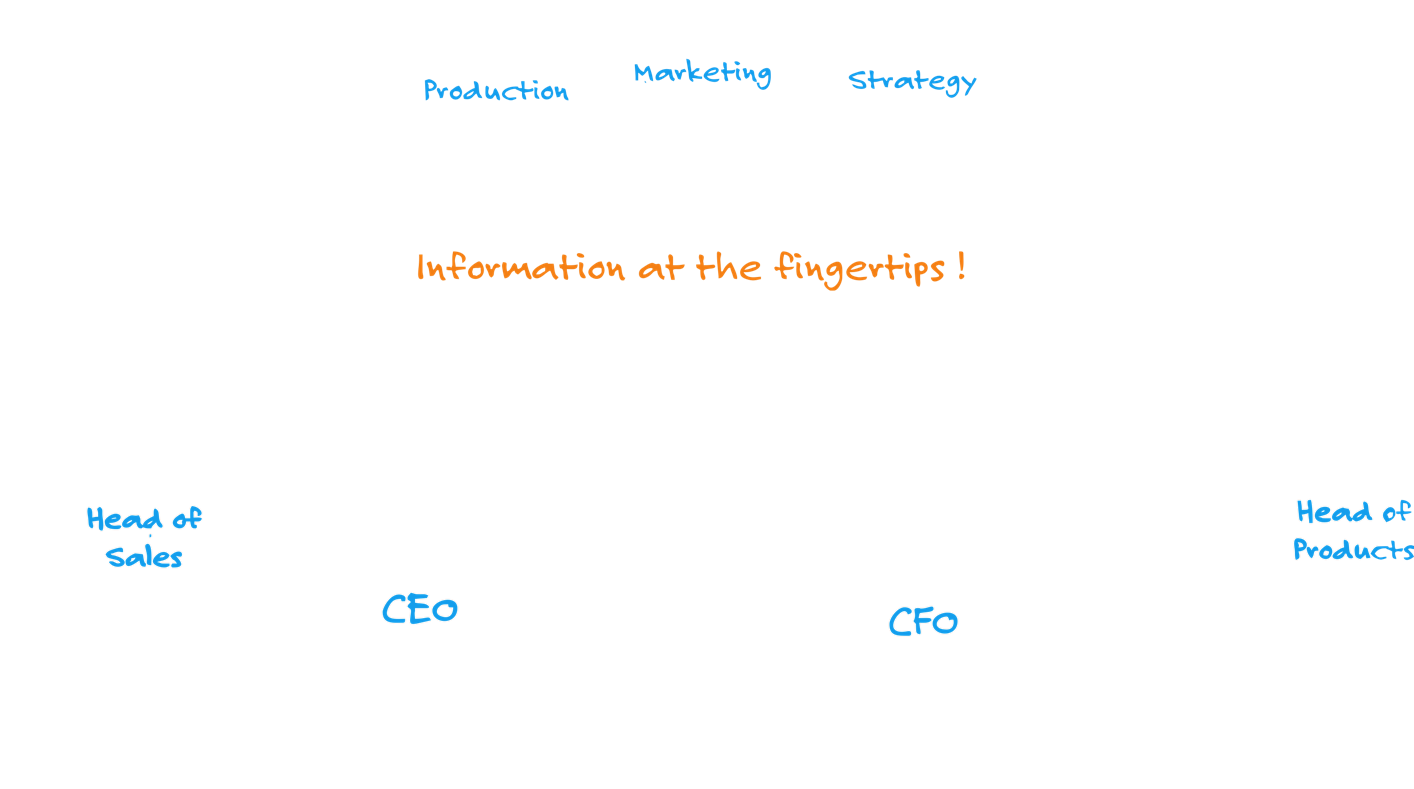 Production
Marketing
Strategy
Information at the fingertips !
Head of
Sales
Head of
Products
CEO
CFO